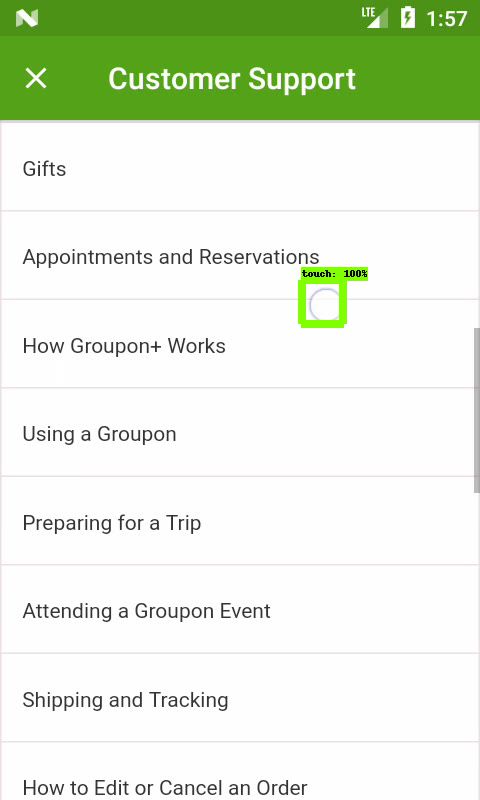 LTE 1:57
Customer Support
Gifts
Appointments and Reservations
touch: 100%
How Groupon+ Works
Using a Groupon
Preparing for a Trip
Attending a Groupon Event
Shipping and Tracking
How to Edit or Cancel an Order